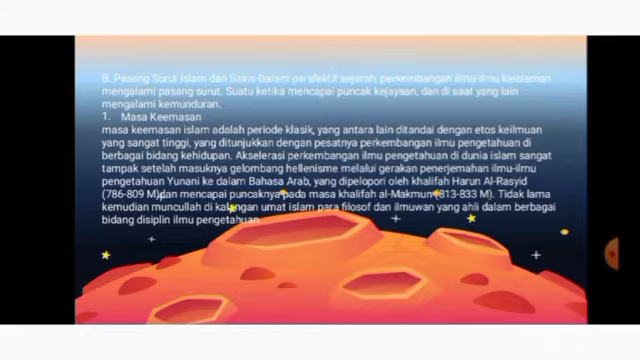 B. Pasang Surut Islam dan Sains Dalam persfektif sejarah, perkembangan ilmu-ilmu keislaman
mengalami pasang surut. Suatu ketika mencapai puncak kejayaan, dan di saat yang lain
mengalami kemunduran.
1. Masa Keemasan
masa keemasan islam adalah periode klasik, yang antara lain ditandai dengan etos keilmuan
yang sangat tinggi, yang ditunjukkan dengan pesatnya perkembangan ilmu pengetahuan di
berbagai bidang kehidupan. Akselerasi perkembangan ilmu pengetahuan di dunia islam sangat
tampak setelah masuknya gelombang hellenisme melalui gerakan penerjemahan ilmu-ilmu
pengetahuan Yunani ke dalam Bahasa Arab, yang dipelopori oleh khalifah Harun Al-Rasyid
(786-809 M)dan mencapai puncaknya pada masa khalifah al-Makmun (813-833 M). Tidak lama
kemudian muncullah di kalangan umat islam para filosof dan ilmuwan yang ahli dalam berbagai
bidang disiplin ilmu pengetahuan.